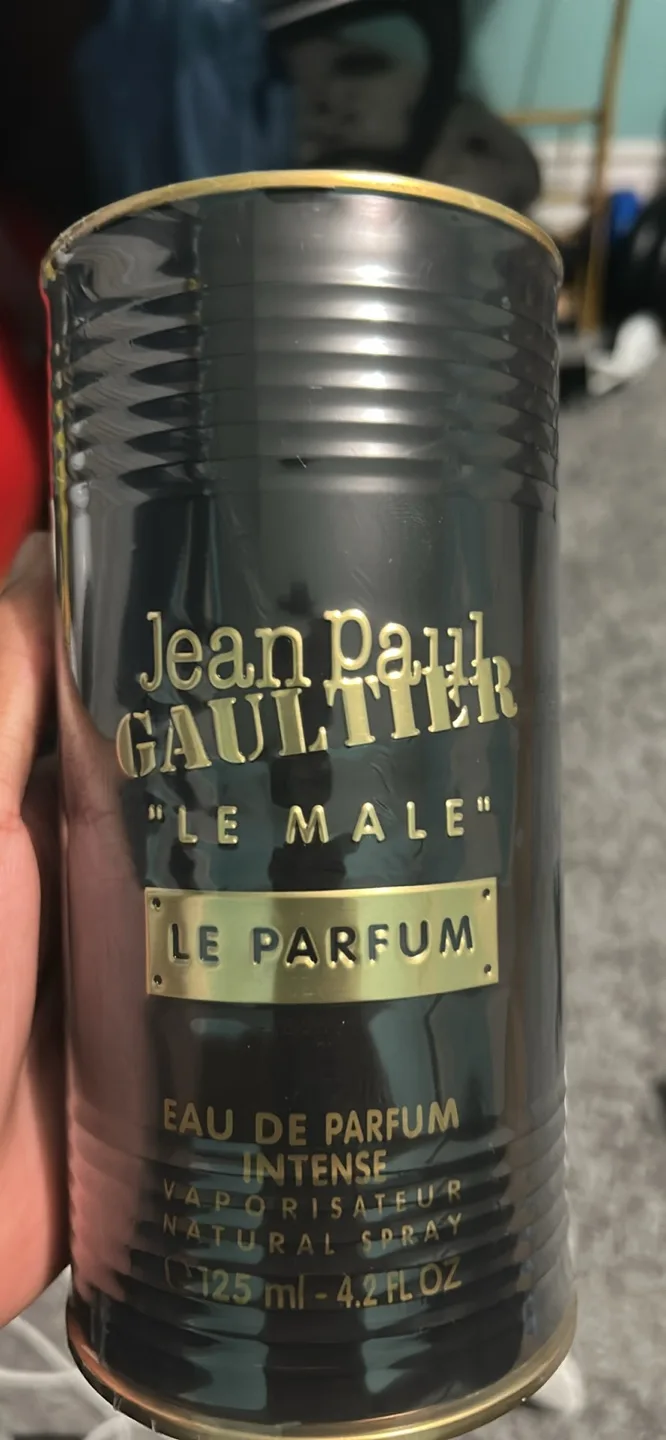 Jean Paul
GAULTIER
"LE MALE"
LE PARFUM
EAU DE PARFUM
INTENSE
VAPORISATEUR
NATURAL SPRAY
125 ml - 4.2 FL OZ